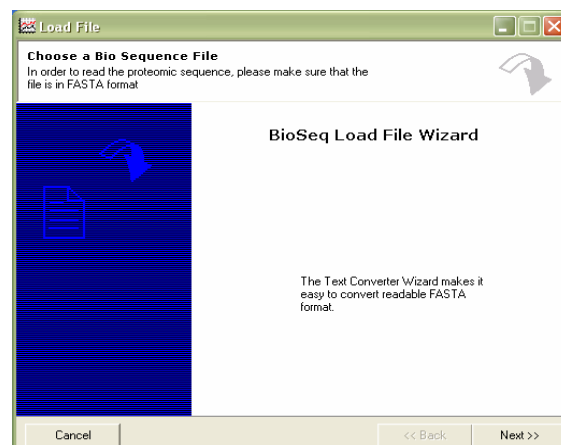 Load File
Choose a Bio Sequence File
In order to read the proteomic sequence, please make sure that the
file is in FASTA format
BioSeq Load File Wizard
The Text Converter Wizard makes it
easy to convert readable FASTA
format.
Cancel
<< Back
Next >>